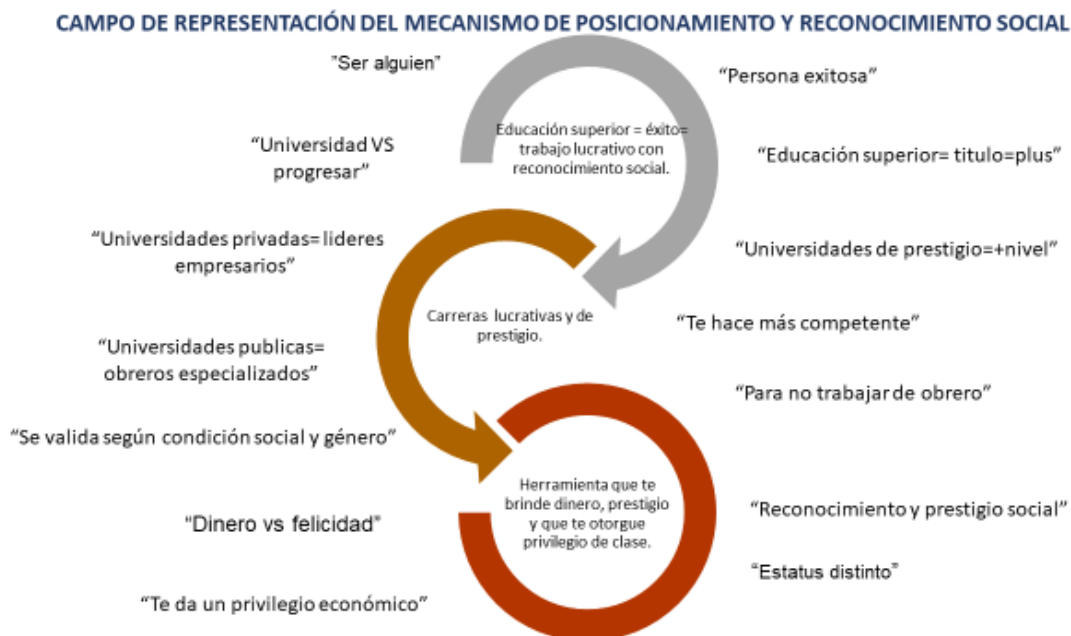 CAMPO DE REPRESENTACIÓN DEL MECANISMO DE POSICIONAMIENTO Y RECONOCIMIENTO SOCIAL
"Ser alguien"
“Persona exitosa”
Educación superior = éxito=
trabajo lucrativo con
reconocimiento social.
“Universidad VS
progresar”
“Educación superior= titulo=plus”
“Universidades privadas= lideres
empresarios”
“Universidades de prestigio=+nivel”
Carreras lucrativas y de
prestigio.
“Te hace más competente”
“Universidades publicas=
obreros especializados”
“Para no trabajar de obrero”
“Se valida según condición social y género”
Herramienta que te
brinde dinero, prestigio
y que te otorgue
privilegio de clase.
“Dinero vs felicidad”
“Reconocimiento y prestigio social”
“Estatus distinto”
“Te da un privilegio económico”